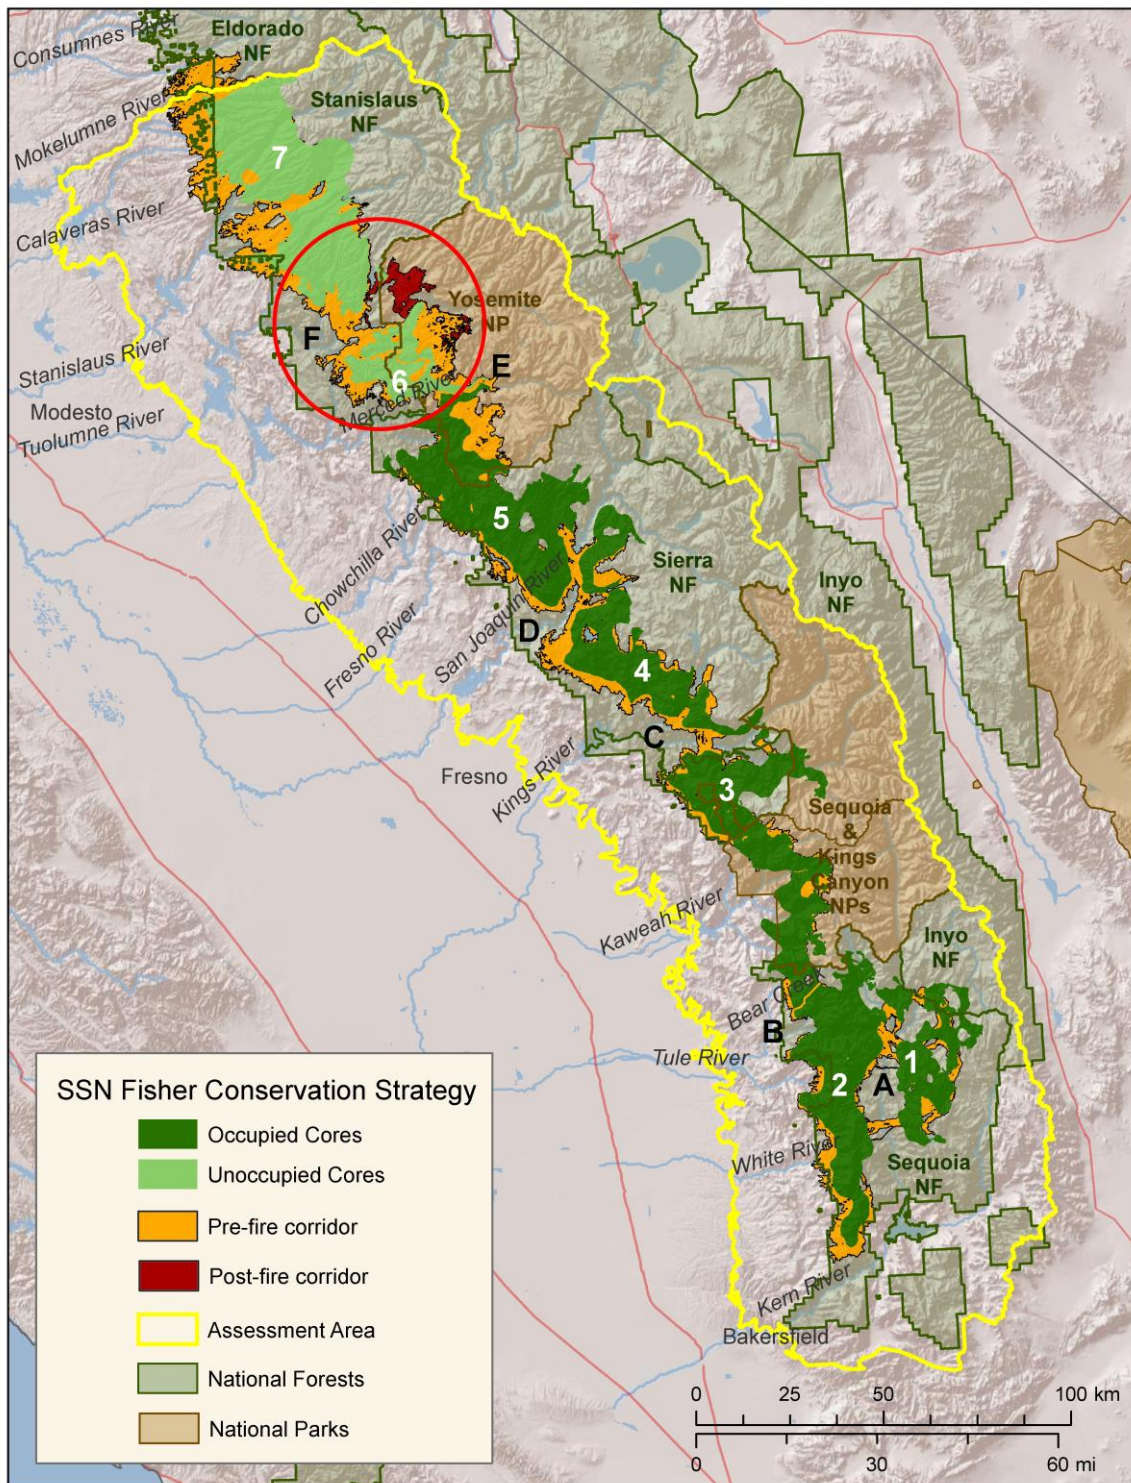 Consumnes River
Eldorado
NF
Mokelumne River
Stanislaus
NF
7
Calaveras River
Yosemite
NP
F
Stanislaus River
E
6
Merced River
Modesto
Tuolumne River
5
Chowchilla River
Sierra
NF
Inyo
NF
San Joaquin River
D
Fresno River
4
C
Fresno
Kings River
3
Sequoia
&
Kings
Canyon
NPs
Kaweah River
Inyo
NF
Bear Creek
B
Tule River
1
2
A
White River
Sequoia
NF
Kern River
Bakersfield
SSN Fisher Conservation Strategy
Occupied Cores
Unoccupied Cores
Pre-fire corridor
Post-fire corridor
Assessment Area
National Forests
National Parks
0 25 50 100 km
0 30 60 mi